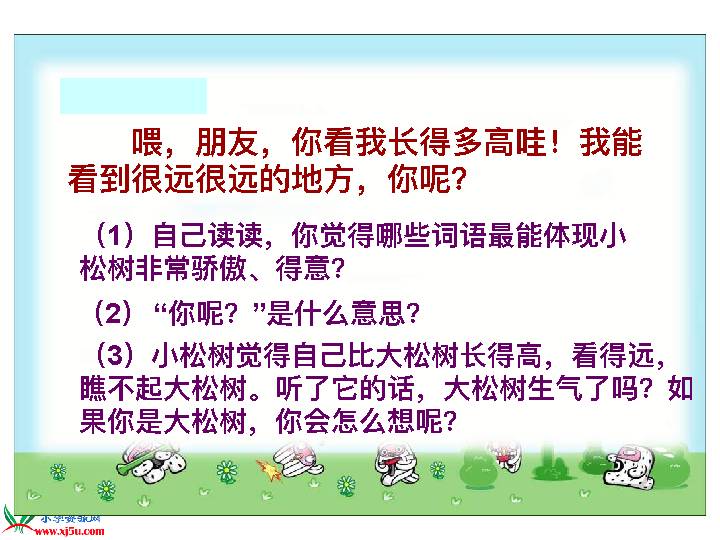 喂，朋友，你看我长得多高哇！我能
看到很远很远的地方，你呢？
（1）自己读读，你觉得哪些词语最能体现小
松树非常骄傲、得意？
（2）“你呢？”是什么意思？
（3）小松树觉得自己比大松树长得高，看得远，
瞧不起大松树。听了它的话，大松树生气了吗？如
果你是大松树，你会怎么想呢？
www.xj5u.com